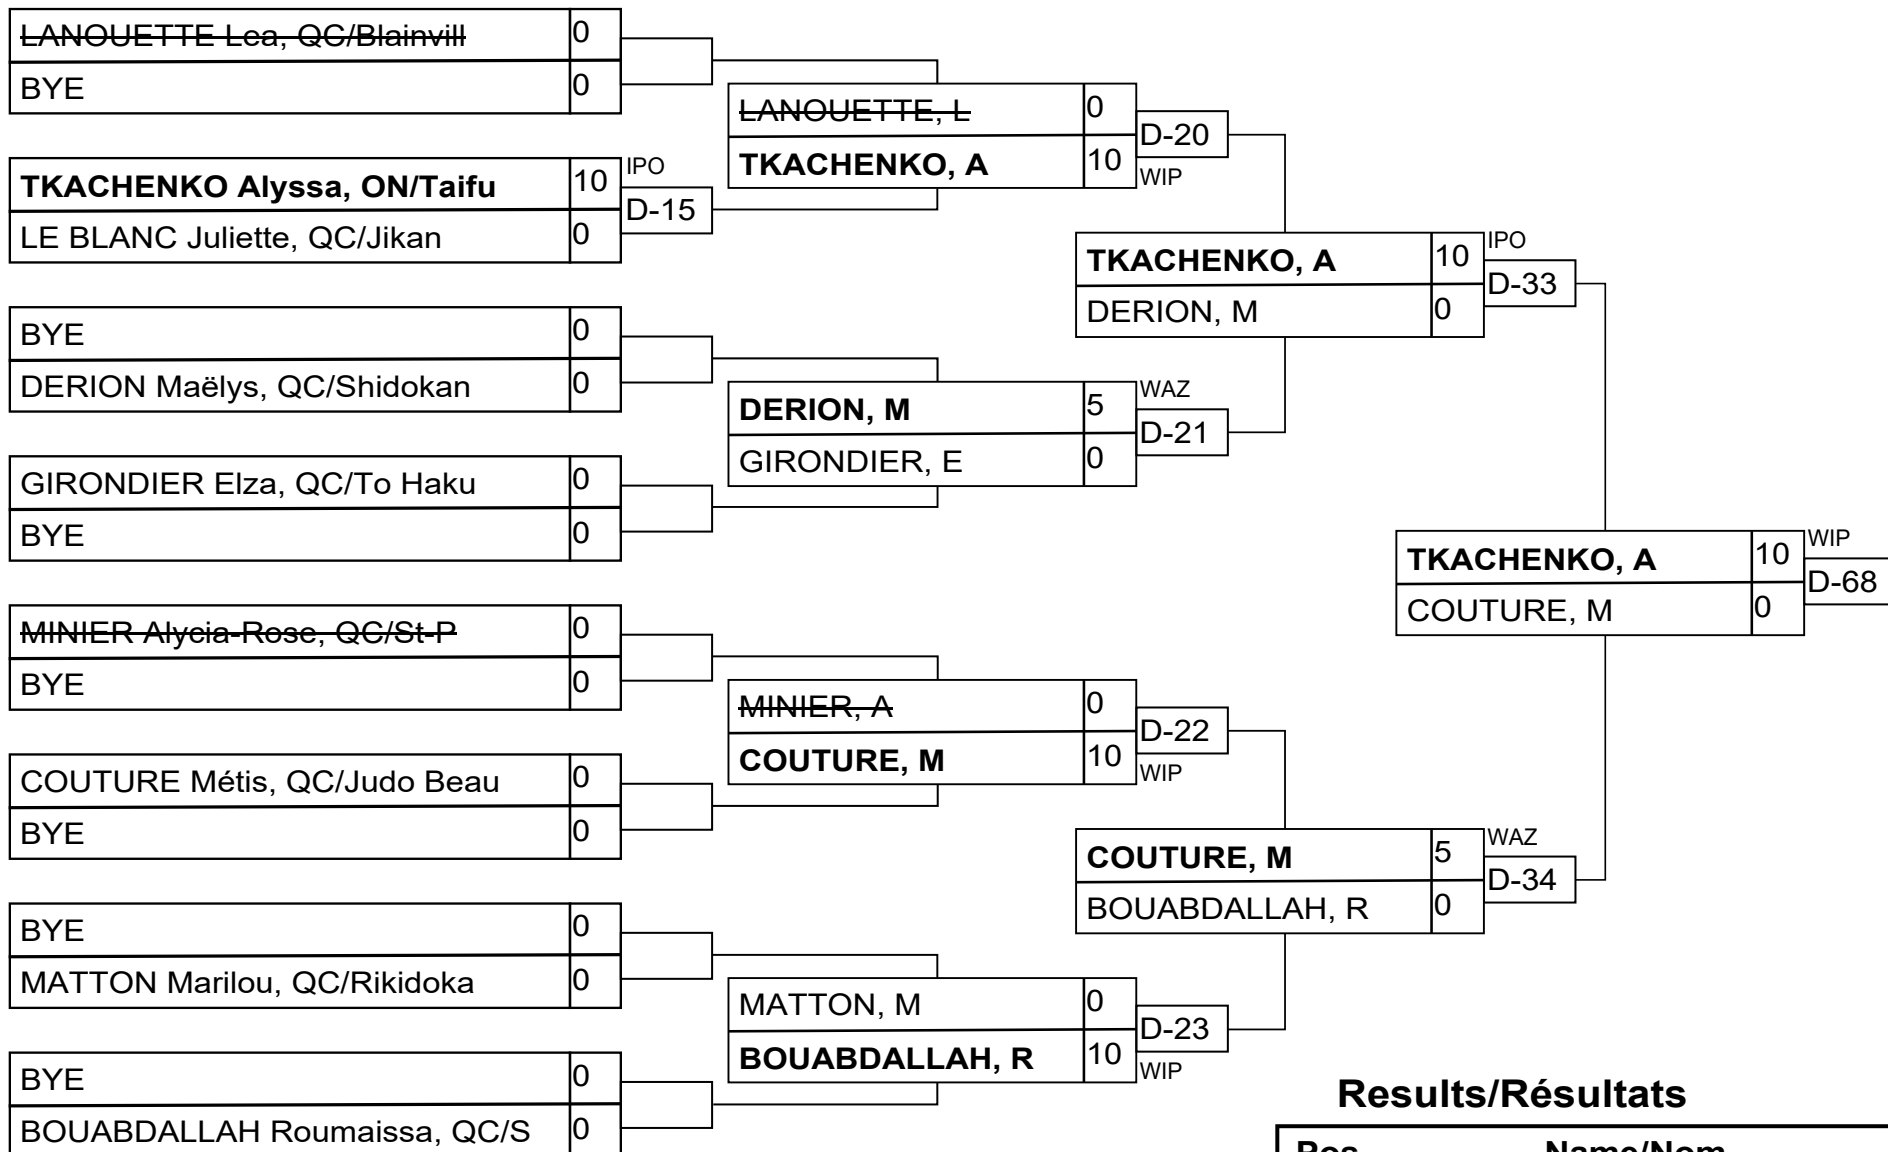 LANOUETTE Lea, QC/Blainvill 0
BYE 0
TKACHENKO Alyssa, ON/Taifu 10 IPO
D-15
LE BLANC Juliette, QC/Jikan 0
BYE 0
DERION Maëlys, QC/Shidokan 0
GIRONDIER Elza, QC/To Haku 0
BYE 0
MINIER Alycia-Rose, QC/St-P 0
BYE 0
COUTURE Métis, QC/Judo Beau 0
BYE 0
BYE 0
MATTON Marilou, QC/Rikidoka 0
BYE 0
BOUABDALLAH Roumaissa, QC/S 0
LANOUETTE, L 0
D-20
TKACHENKO, A 10 WIP
DERION, M 5 WAZ
D-21
GIRONDIER, E 0
MINIER, A 0
D-22
COUTURE, M 10 WIP
MATTON, M 0
D-23
BOUABDALLAH, R 10 WIP
TKACHENKO, A 10 IPO
D-33
DERION, M 0
COUTURE, M 5 WAZ
D-34
BOUABDALLAH, R 0
TKACHENKO, A 10 WIP
D-68
COUTURE, M 0
Results/Résultats
Pos Name/Nom